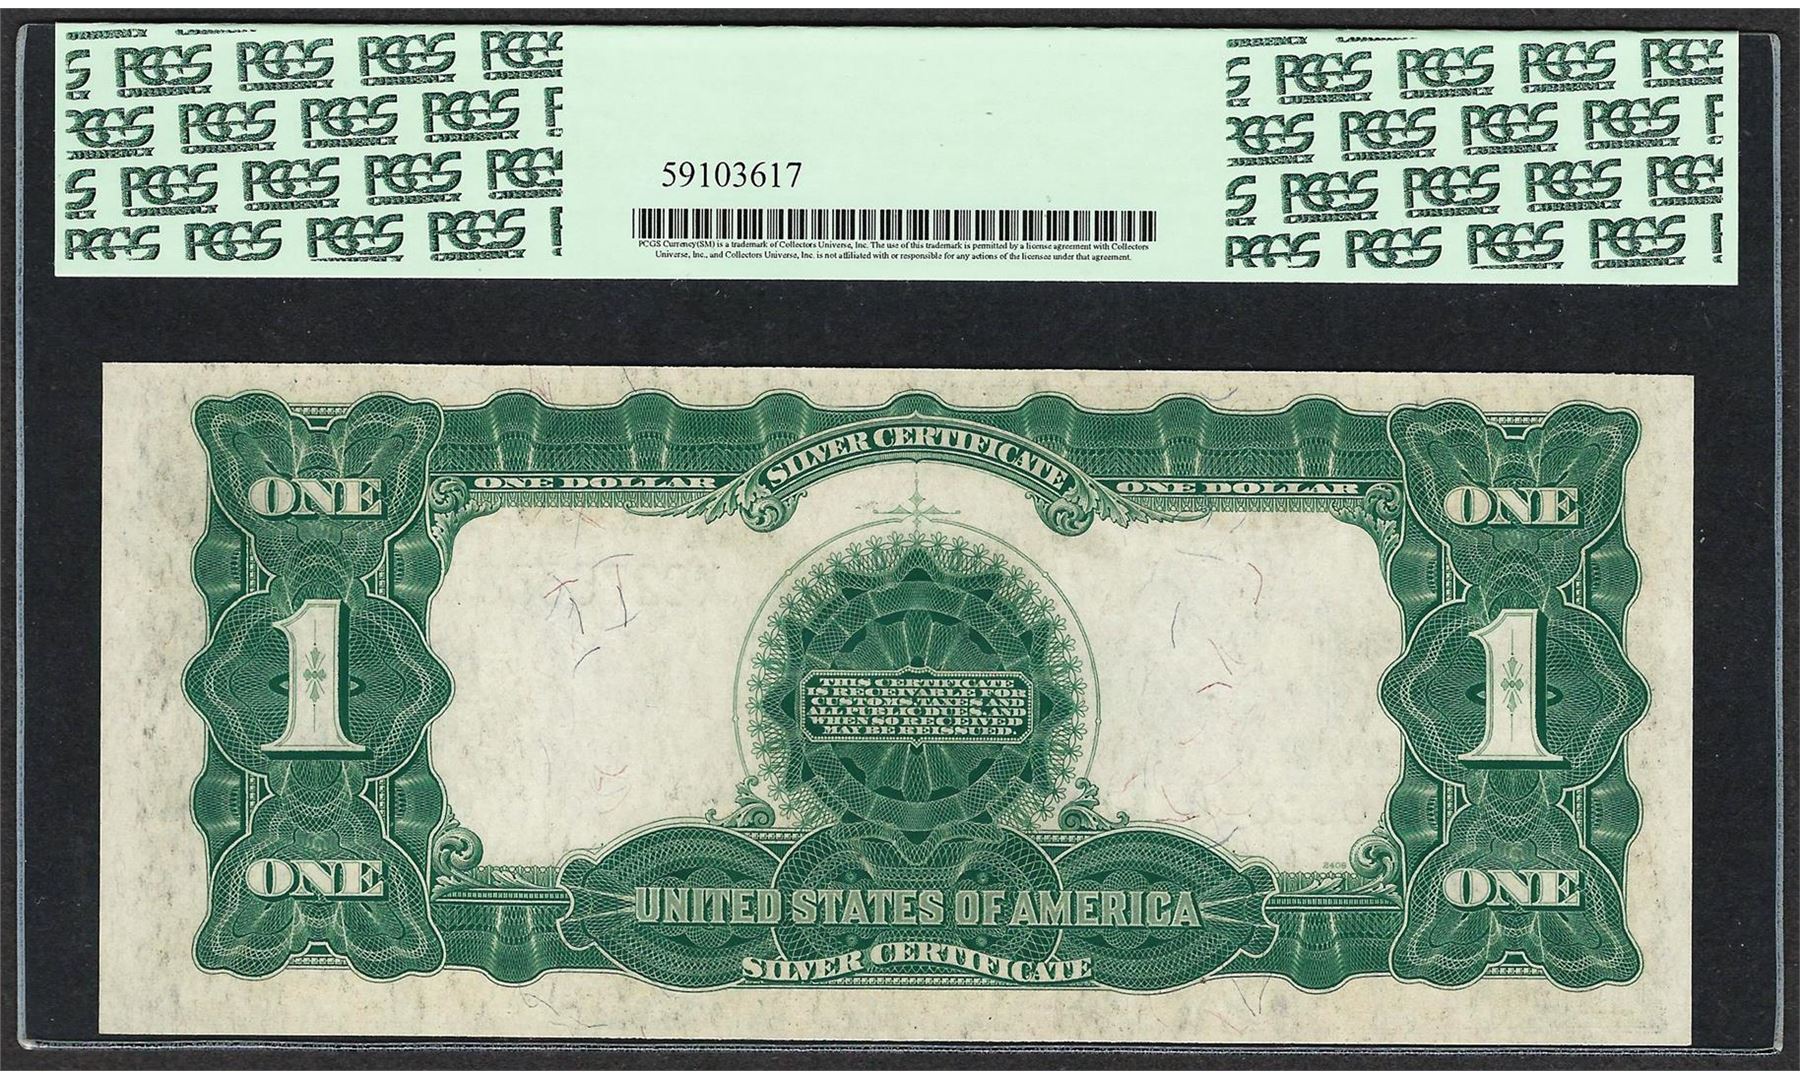 PCGS PCGS PCGS PCGS
PCGS PCGS PCGS
PCGS PCGS PCGS PCGS
PCGS PCGS PCGS PCGS
PCGS PCGS PCGS PCGS
PCGS PCGS PCGS PCGS
PCGS PCGS PCGS PCGS
PCGS PCGS PCGS PCGS
59103617
PCGS Currency(SM) is a trademark of Collectors Universe, Inc. The use of this trademark is permitted by a license agreement with Collectors
Universe, Inc., and Collectors Universe, Inc. is not affiliated with or responsible for any actions of the licensee under that agreement.
SILVER CERTIFICATE
ONE DOLLAR ONE DOLLAR
ONE ONE
1 1
THIS CERTIFICATE
IS RECEIVABLE FOR
CUSTOMS, TAXES AND
ALL PUBLIC DUES, AND
WHEN SO RECEIVED
MAY BE REISSUED.
2408
ONE ONE
UNITED STATES OF AMERICA
SILVER CERTIFICATE